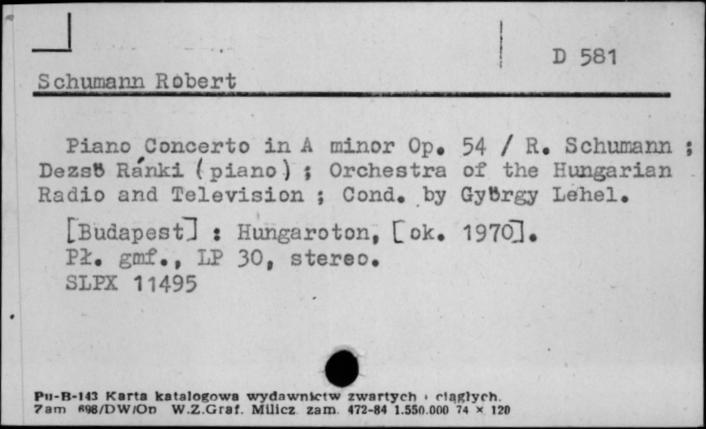 D 581
Schumann Robert
Piano Concerto in A minor Op. 54 / R. Schumann ;
Dezsö Ránki (piano) ; Orchestra of the Hungarian
Radio and Television ; Cond. by György Lehel.
[Budapest] : Hungaroton, [ok. 1970].
Pł. gmf., LP 30, stereo.
SLPX 11495
Pu-B-143 Karta katalogowa wydawnictw zwartych i ciągłych.
Zam 698/DW/On W.Z.Graf. Milicz zam. 472-84 1.550.000 74 × 120